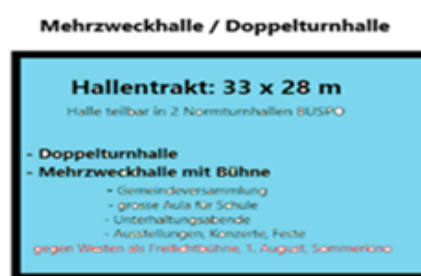 Mehrzweckhalle / Doppelturnhalle
Hallentrakt: 33 x 28 m
Halle teilbar in 2 Normturnhallen BUSPO
- Doppelturnhalle
- Mehrzweckhalle mit Bühne
- Gemeindeversammlung
- grosse Aula für Schule
- Unterhaltungsabende
- Ausstellungen, Konzerte, Feste
gegen Westen als Freilichtbühne, 1. August, Sommerkino